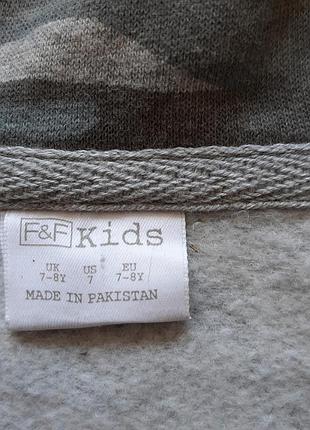 F&F Kids
UK US EU
7-8Y 7 7-8Y
MADE IN PAKISTAN